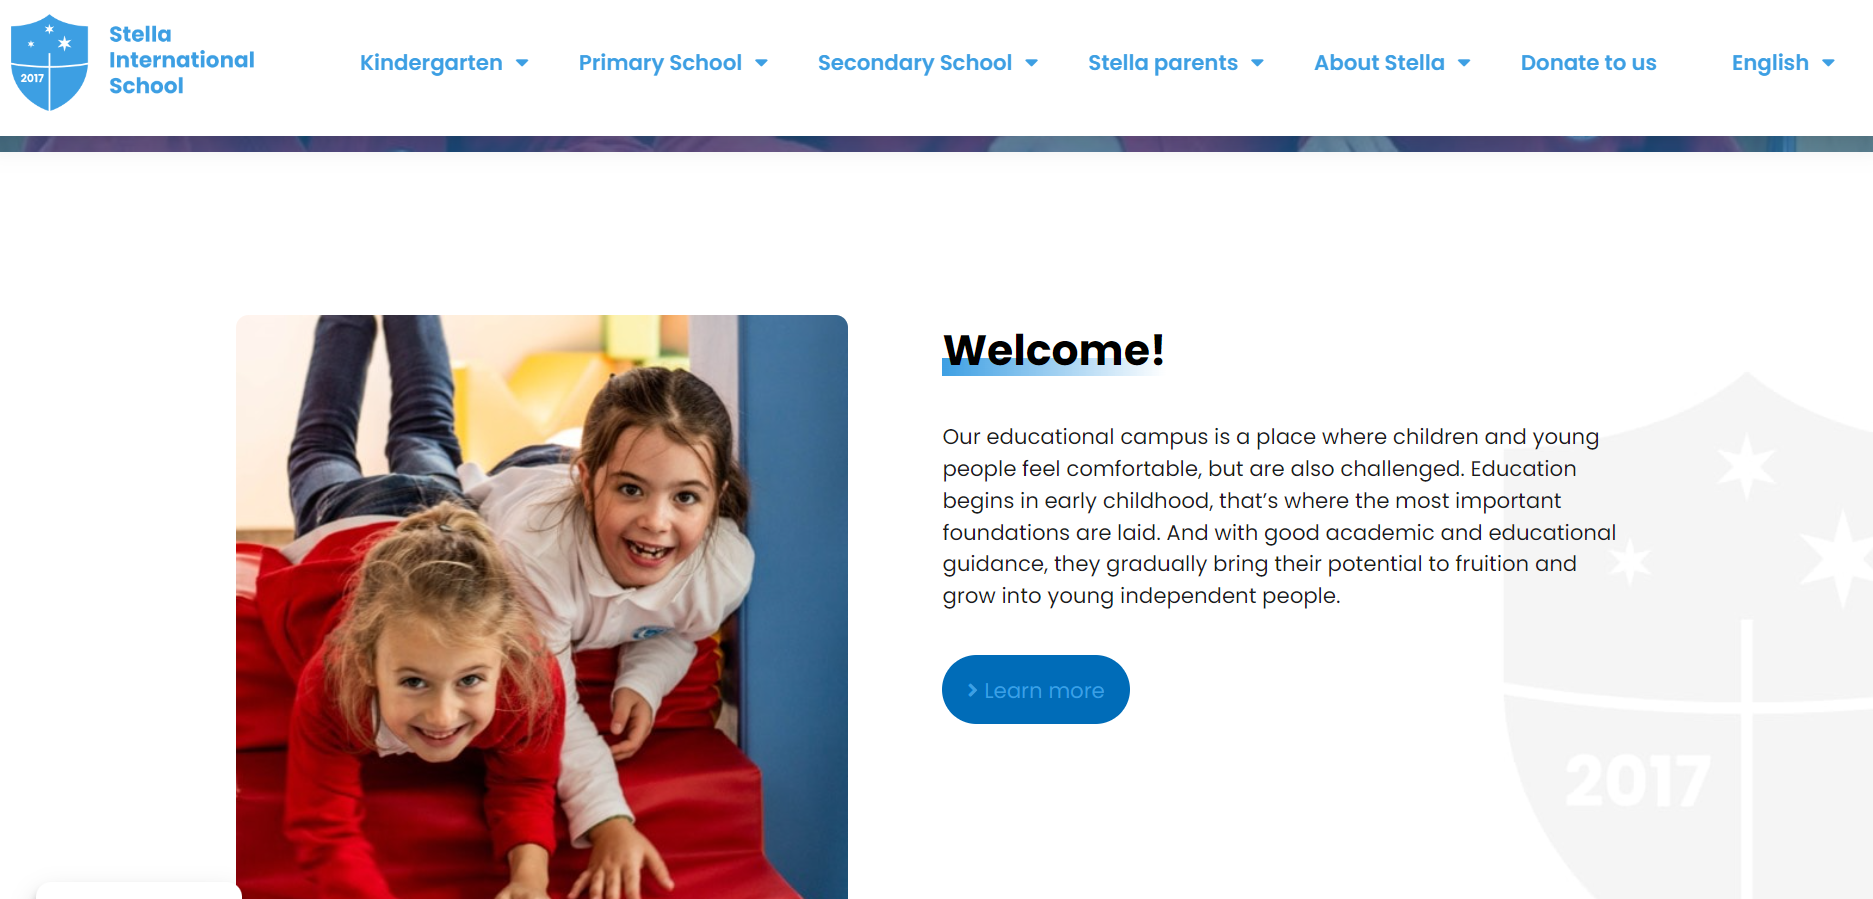 Stella
International
School
2017
Kindergarten
Primary School
Secondary School
Stella parents
About Stella
Donate to us
English
Welcome!
Our educational campus is a place where children and young
people feel comfortable, but are also challenged. Education
begins in early childhood, that’s where the most important
foundations are laid. And with good academic and educational
guidance, they gradually bring their potential to fruition and
grow into young independent people.
Learn more
2017